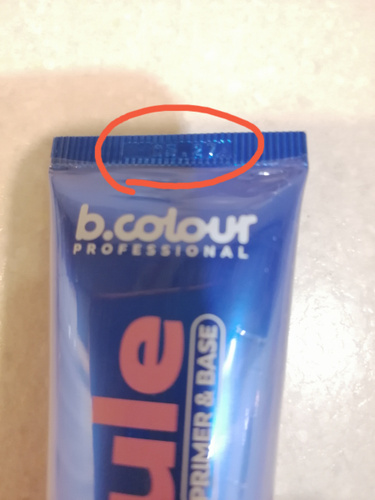 b.colour
PROFESSIONAL
ule
PRIMER & BASE